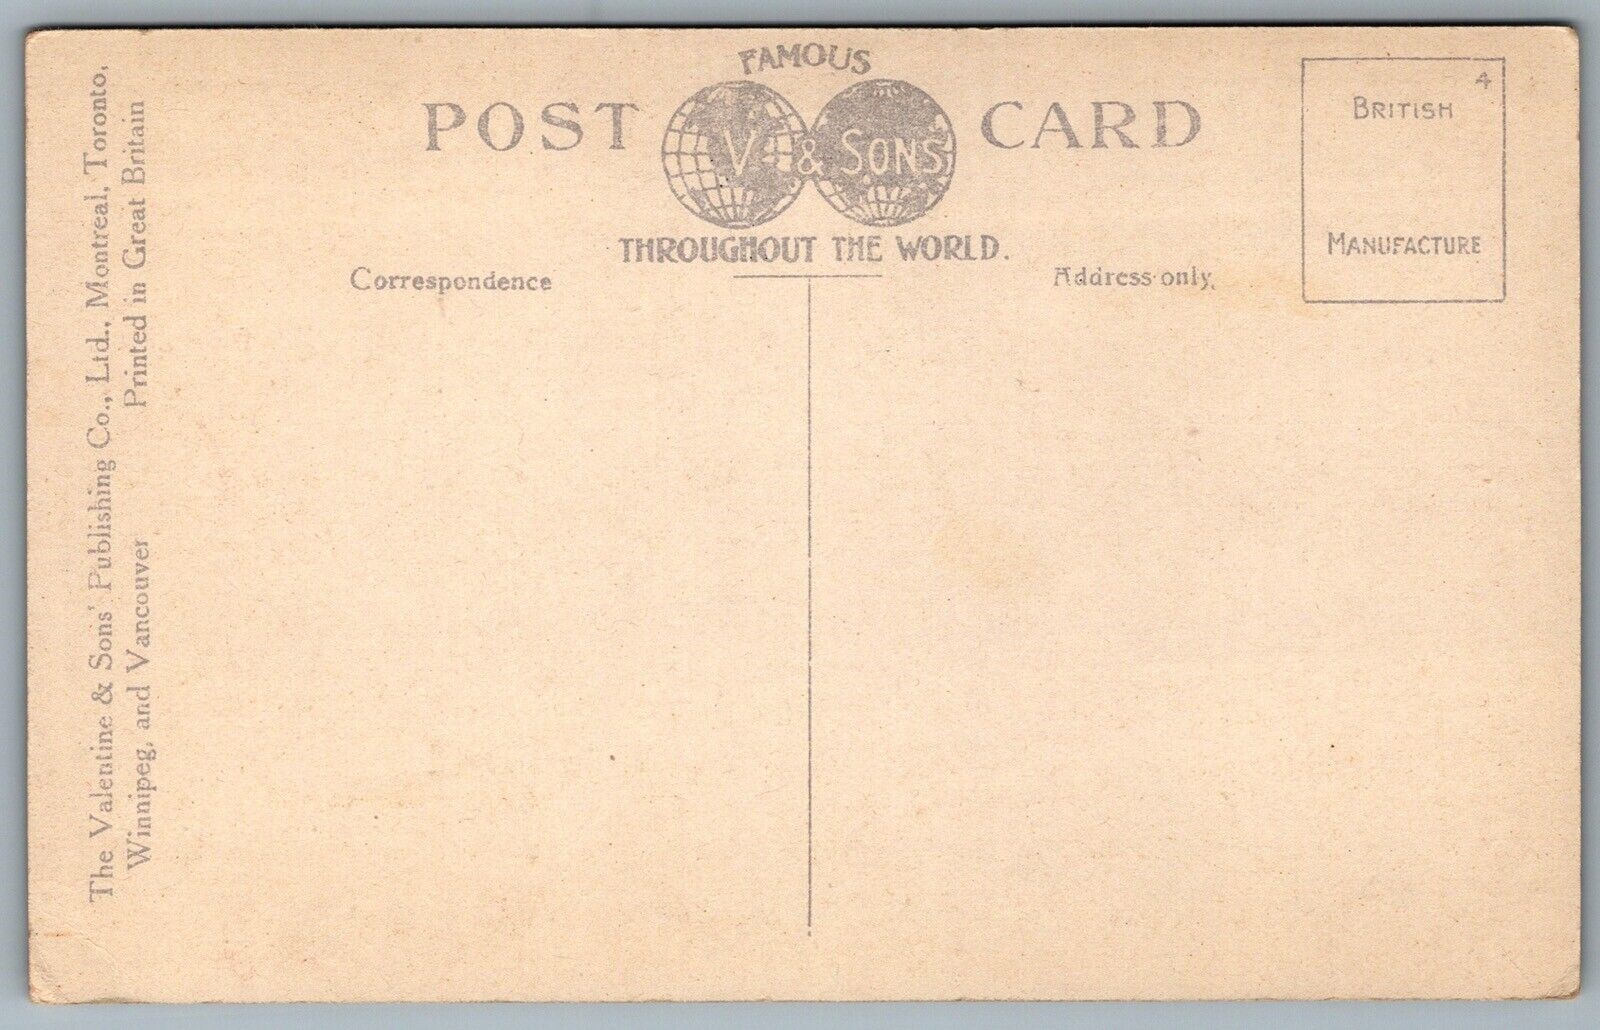 FAMOUS
POST V & SONS CARD
THROUGHOUT THE WORLD.
Correspondence
Address only.
4
BRITISH
MANUFACTURE
The Valentine & Sons' Publishing Co., Ltd., Montreal, Toronto,
Winnipeg, and Vancouver Printed in Great Britain